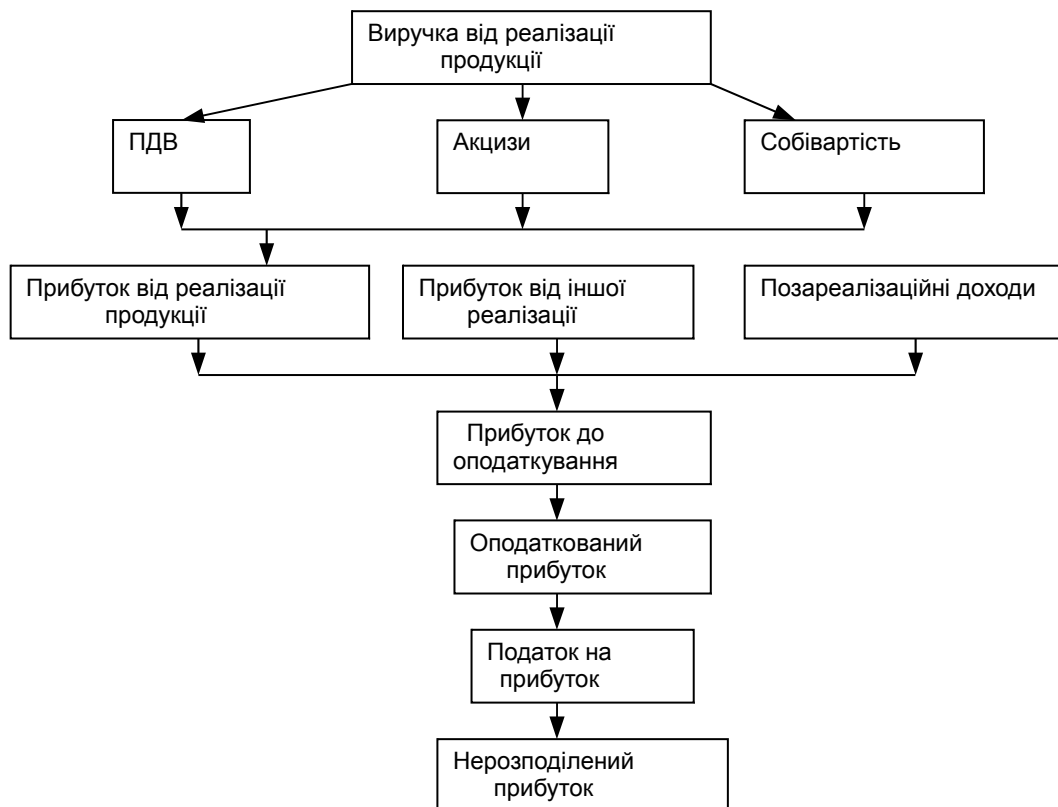 Виручка від реалізації
продукції
ПДВ
Акцизи
Собівартість
Прибуток від реалізації
продукції
Прибуток від іншої
реалізації
Позареалізаційні доходи
Прибуток до
оподаткування
Оподаткований
прибуток
Податок на
прибуток
Нерозподілений
прибуток